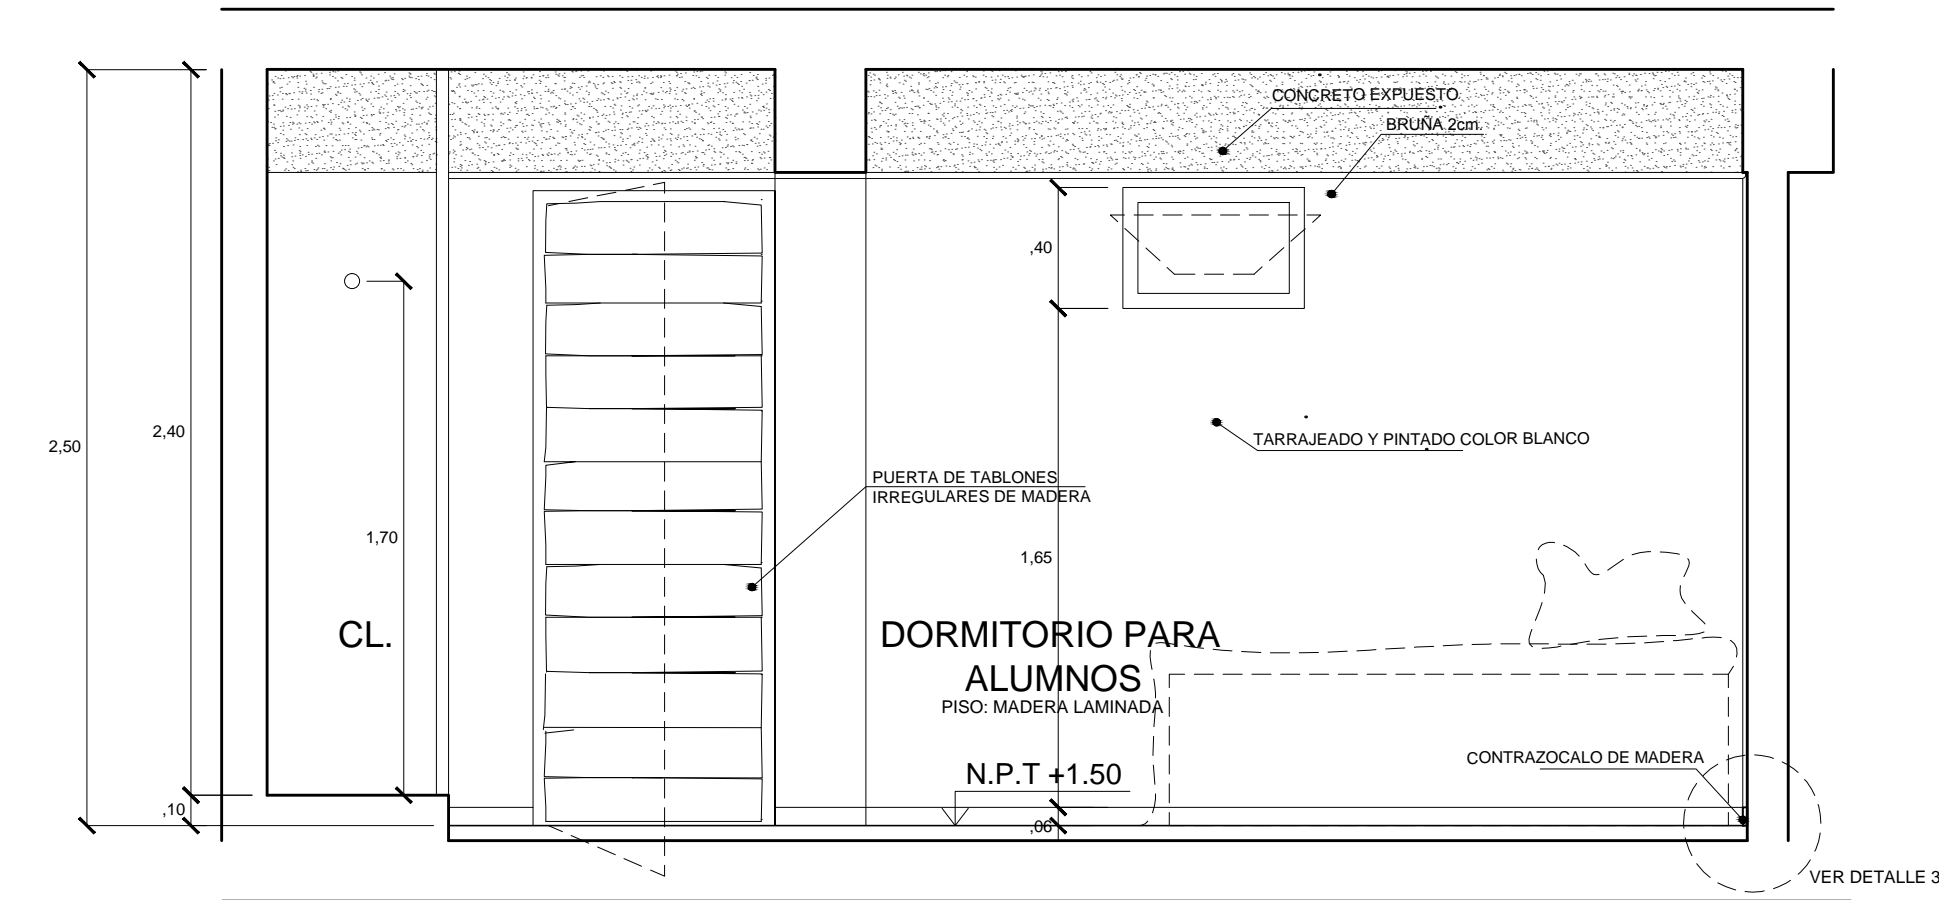 CONCRETO EXPUESTO
BRUÑA 2cm.
,40
2,50
2,40
TARRAJEADO Y PINTADO COLOR BLANCO
PUERTA DE TABLONES
IRREGULARES DE MADERA
1,70
1,65
CL.
DORMITORIO PARA
ALUMNOS
PISO: MADERA LAMINADA
CONTRAZOCALO DE MADERA
N.P.T +1.50
,10
,06
VER DETALLE 3